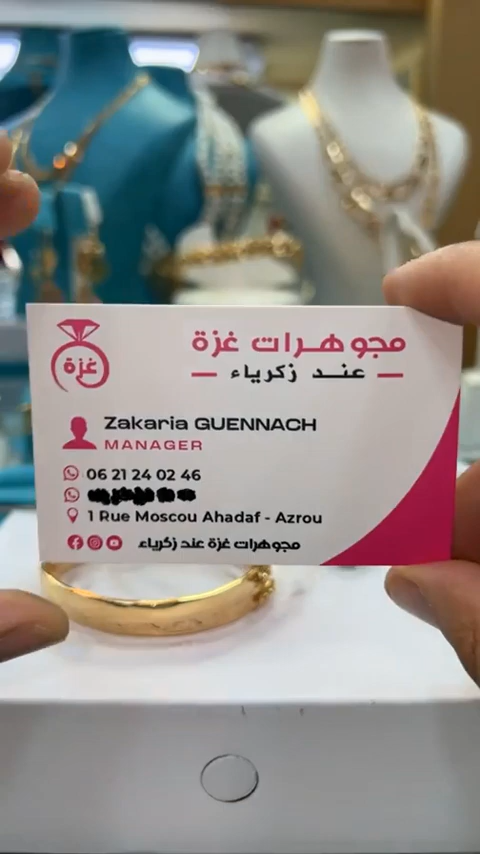 غزة
مجوهرات غزة
عند زكرياء
Zakaria GUENNACH
MANAGER
06 21 24 02 46
1 Rue Moscou Ahadaf - Azrou
مجوهرات غزة عند زكرياء